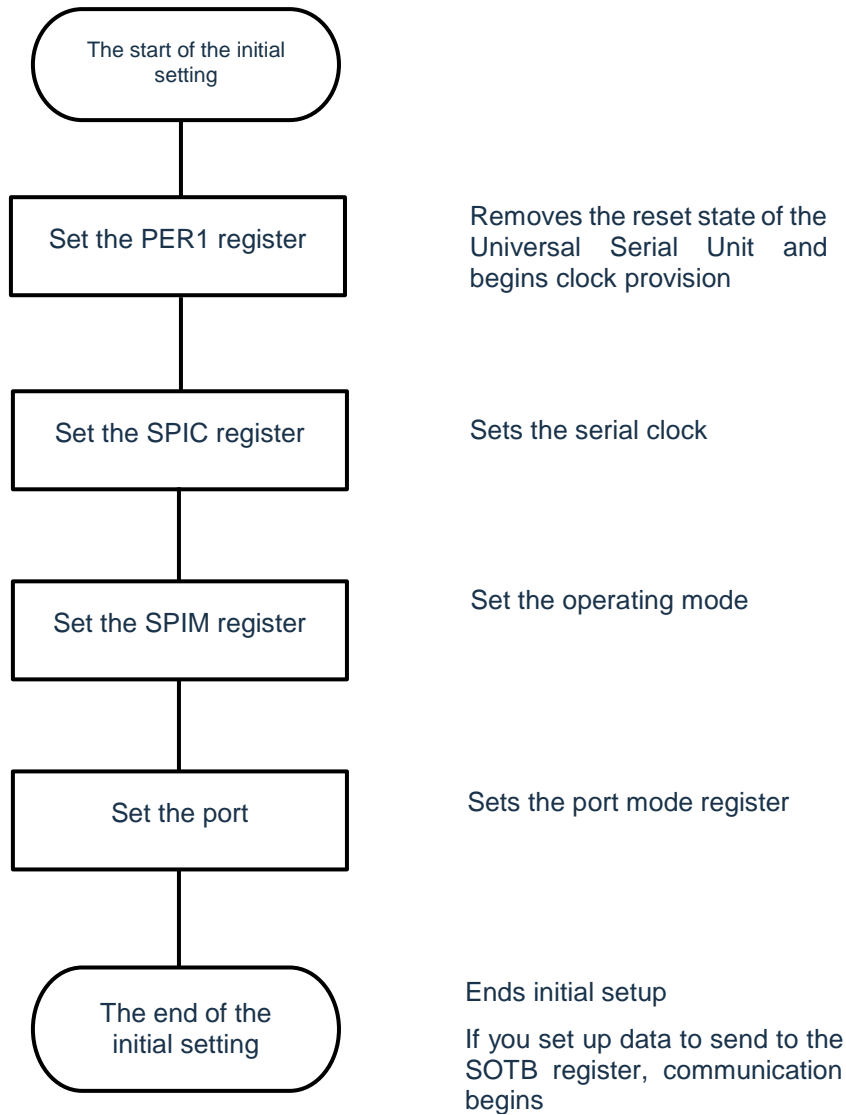 The start of the initial
setting
Set the PER1 register
Removes the reset state of the
Universal Serial Unit and
begins clock provision
Set the SPIC register
Sets the serial clock
Set the SPIM register
Set the operating mode
Set the port
Sets the port mode register
The end of the
initial setting
Ends initial setup
If you set up data to send to the
SOTB register, communication
begins